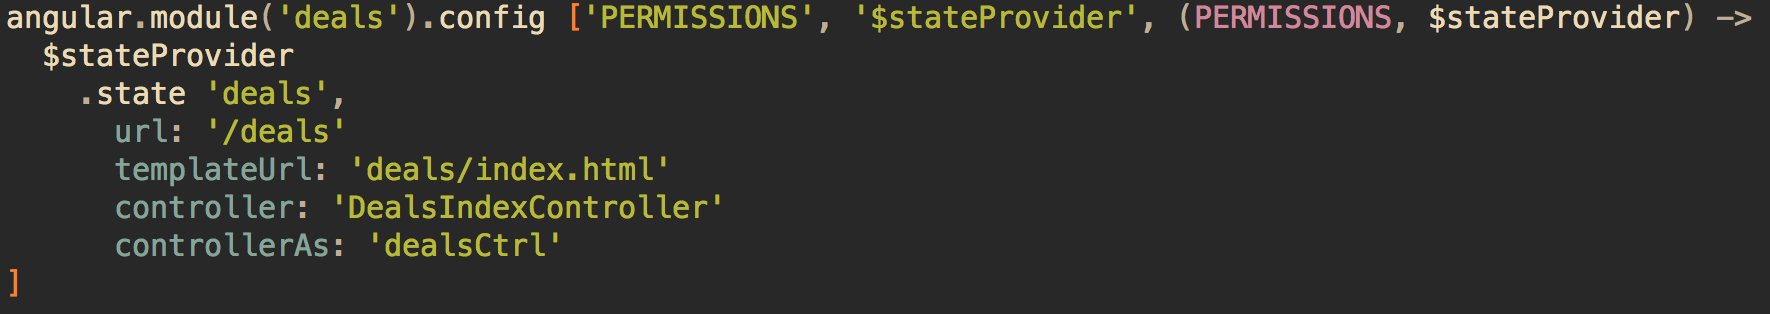 angular.module('deals').config ['PERMISSIONS', '$stateProvider', (PERMISSIONS, $stateProvider) ->
  $stateProvider
    .state 'deals',
      url: '/deals'
      templateUrl: 'deals/index.html'
      controller: 'DealsIndexController'
      controllerAs: 'dealsCtrl'
]